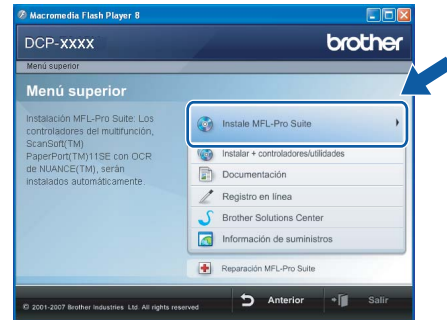 Macromedia Flash Player 8
DCP-XXXX
brother
Menú superior
Menú superior
Instalación MFL-Pro Suite. Los
controladores del multifunción,
ScanSoft(TM)
PaperPort(TM)11SE con OCR
de NUANCE(TM), serán
instalados automáticamente.
Instale MFL-Pro Suite
Instalar + controladores/utilidades
Documentación
Registro en línea
Brother Solutions Center
Información de suministros
Reparación MFL-Pro Suite
© 2001-2007 Brother Industries Ltd. All rights reserved
Anterior
Salir